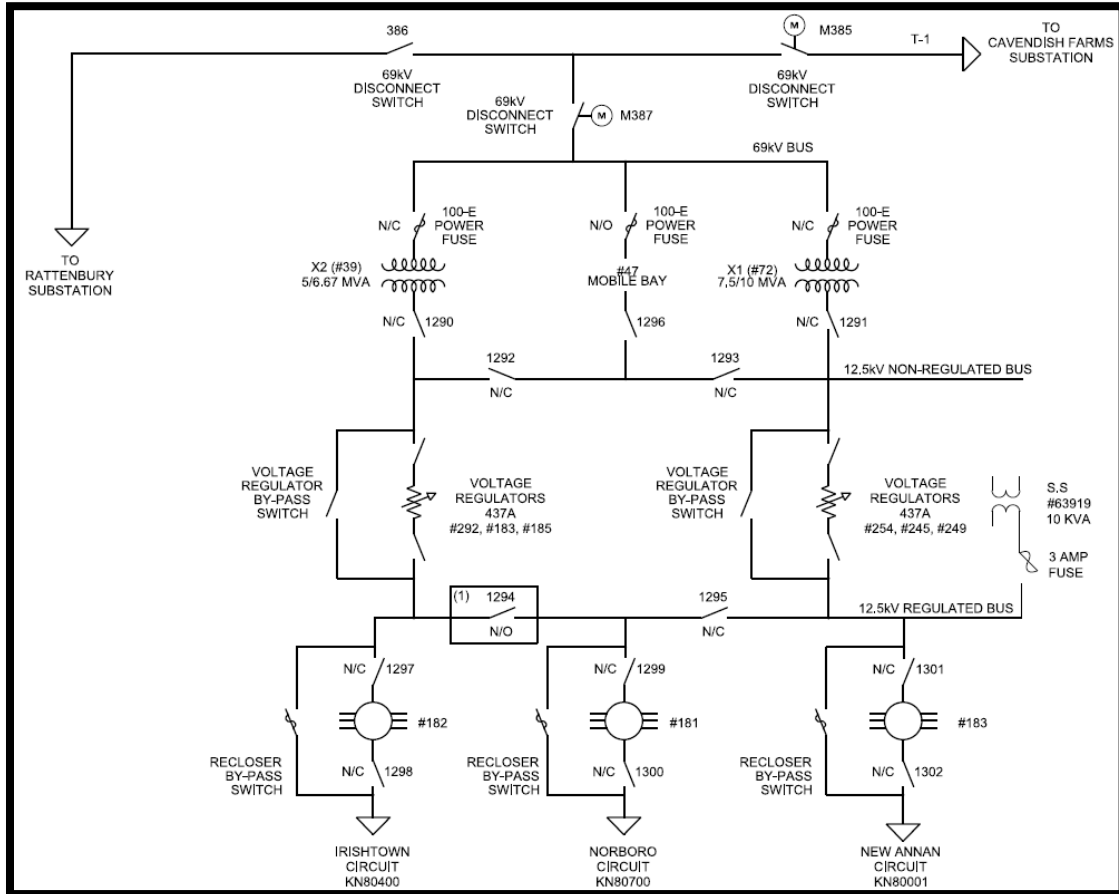 386
M
M385
T-1
TO
CAVENDISH FARMS
SUBSTATION
69kV
DISCONNECT
SWITCH
69kV
DISCONNECT
SWITCH
69kV
DISCONNECT
SWITCH
M
M387
69kV BUS
TO
RATTENBURY
SUBSTATION
N/C
100-E
POWER
FUSE
N/O
100-E
POWER
FUSE
N/C
100-E
POWER
FUSE
X2 (#39)
5/6.67 MVA
#47
MOBILE BAY
X1 (#72)
7,5/10 MVA
N/C
1290
1296
N/C
1291
1292
N/C
1293
N/C
12,5kV NON-REGULATED BUS
VOLTAGE
REGULATOR
BY-PASS
SWITCH
VOLTAGE
REGULATORS
437A
#292, #183, #185
VOLTAGE
REGULATOR
BY-PASS
SWITCH
VOLTAGE
REGULATORS
437A
#254, #245, #249
S,S
#63919
10 KVA
3 AMP
FUSE
(1)
1294
N/O
1295
N/C
12.5kV REGULATED BUS
N/C
1297
N/C
1299
N/C
1301
#182
#181
#183
RECLOSER
BY-PASS
SWITCH
N/C
1298
RECLOSER
BY-PASS
SWITCH
N/C
1300
RECLOSER
BY-PASS
SWITCH
N/C
1302
IRISHTOWN
CIRCUIT
KN80400
NORBORO
CIRCUIT
KN80700
NEW ANNAN
CIRCUIT
KN80001